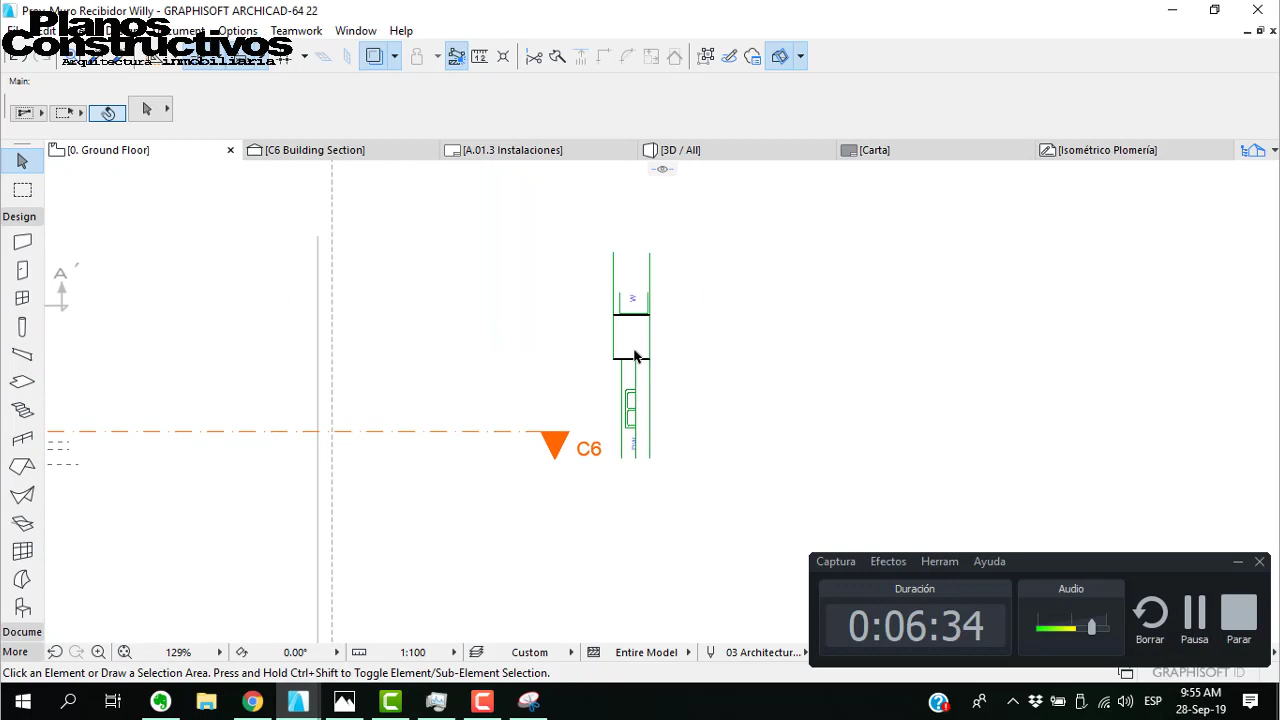 Prev. Muro Recibidor Willy - GRAPHISOFT ARCHICAD-64 22
Planos
Constructivos
Arquitectura inmobiliaria
Options Teamwork Window Help
Main:
[0. Ground Floor] [C6 Building Section] [A.01.3 Instalaciones] [3D / All] [Carta] [Isométrico Plomería]
Design
A ´
W
C6
Captura Efectos Herram Ayuda
Duración Audio
0:06:34
Borrar Pausa Parar
Docume
More 129% 0.00° 1:100 Custom Entire Model 03 Architectur...
Click an Element or Draw a Selection Area. Press and Hold Ctrl+Shift to Toggle Element/Sub-Element Selection.
GRAPHISOFT ID
ESP
9:55 AM
28-Sep-19